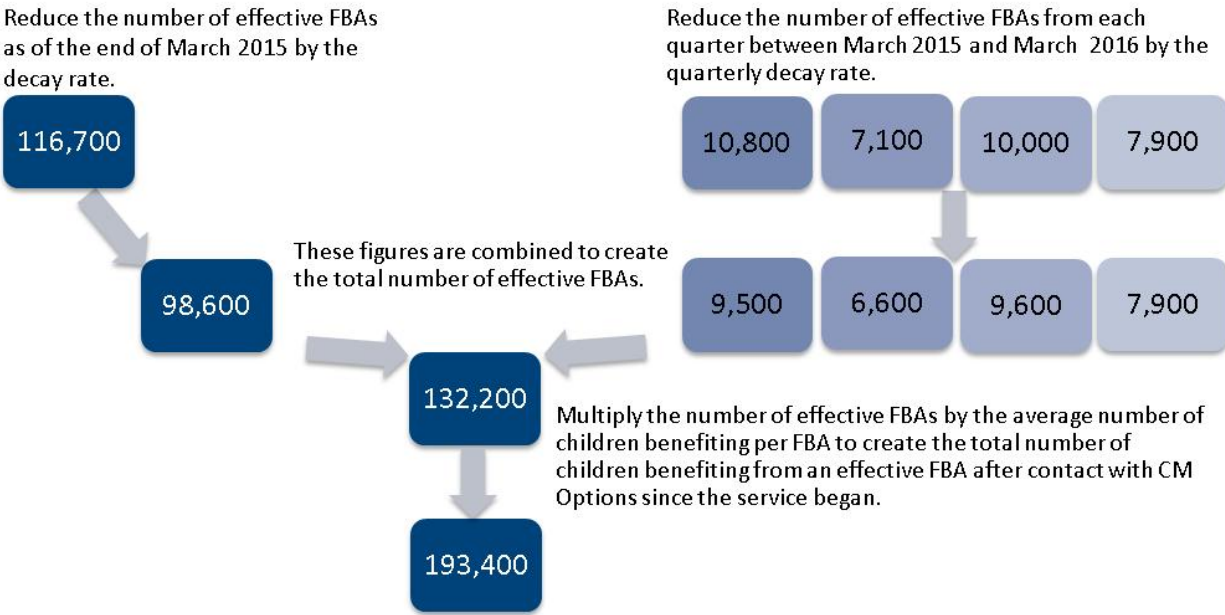 Reduce the number of effective FBAs
as of the end of March 2015 by the
decay rate.
116,700
98,600
Reduce the number of effective FBAs from each
quarter between March 2015 and March 2016 by the
quarterly decay rate.
10,800
7,100
10,000
7,900
9,500
6,600
9,600
7,900
These figures are combined to create
the total number of effective FBAs.
132,200
Multiply the number of effective FBAs by the average number of
children benefiting per FBA to create the total number of
children benefiting from an effective FBA after contact with CM
Options since the service began.
193,400